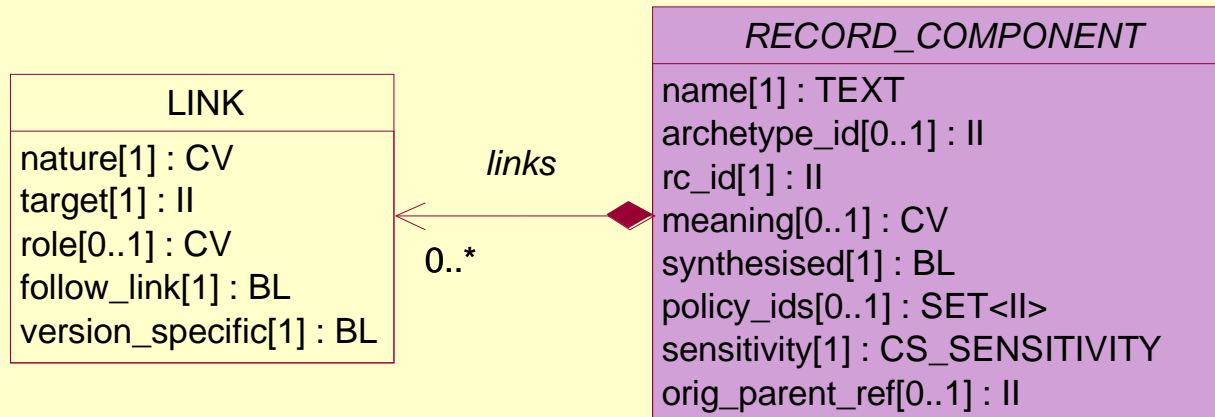 LINK
nature[1] : CV
target[1] : II
role[0..1] : CV
follow_link[1] : BL
version_specific[1] : BL
links
0..*
RECORD_COMPONENT
name[1] : TEXT
archetype_id[0..1] : II
rc_id[1] : II
meaning[0..1] : CV
synthesised[1] : BL
policy_ids[0..1] : SET<II>
sensitivity[1] : CS_SENSITIVITY
orig_parent_ref[0..1] : II